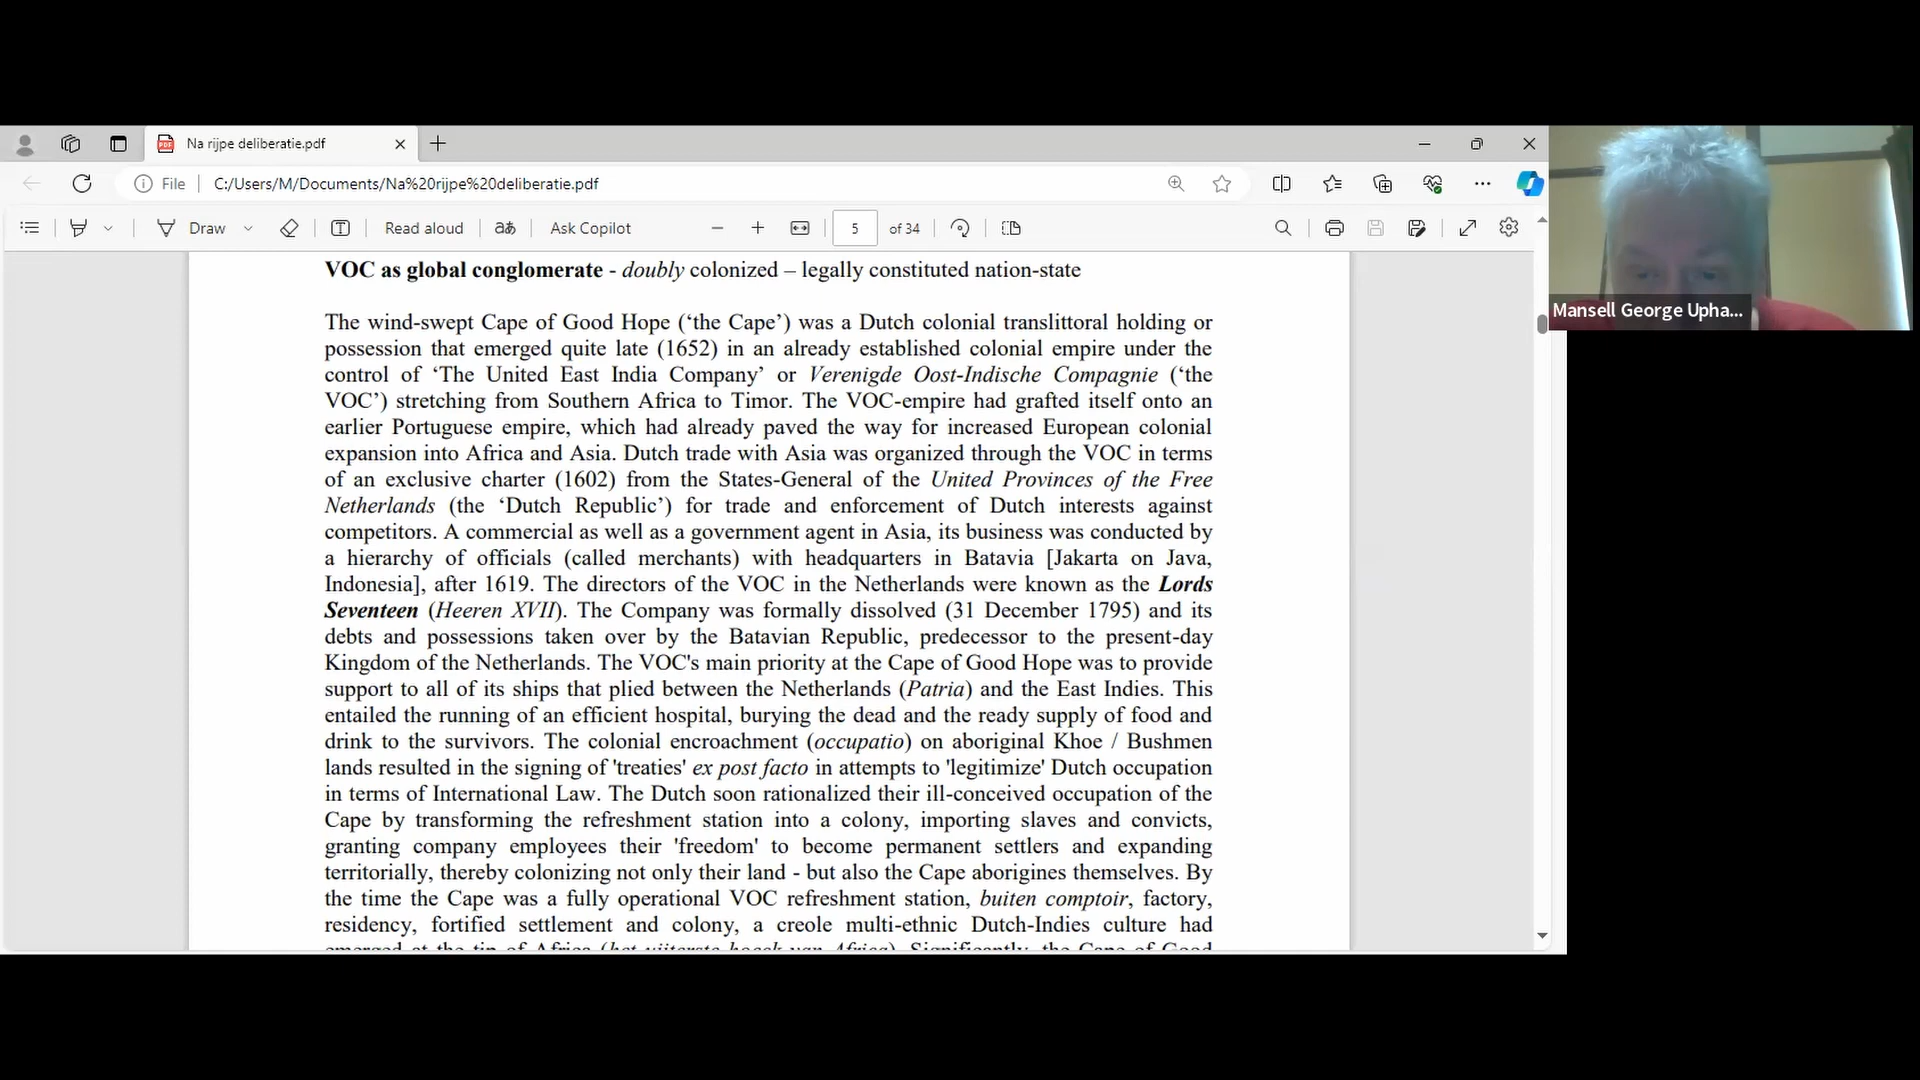 Na rijpe deliberatie.pdf
File
C:/Users/M/Documents/Na%20rijpe%20deliberatie.pdf
Draw
Read aloud
aあ
Ask Copilot
5
of 34
Mansell George Upha...
VOC as global conglomerate - doubly colonized – legally constituted nation-state
The wind-swept Cape of Good Hope (‘the Cape’) was a Dutch colonial translittoral holding or
possession that emerged quite late (1652) in an already established colonial empire under the
control of ‘The United East India Company’ or Verenigde Oost-Indische Compagnie (‘the
VOC’) stretching from Southern Africa to Timor. The VOC-empire had grafted itself onto an
earlier Portuguese empire, which had already paved the way for increased European colonial
expansion into Africa and Asia. Dutch trade with Asia was organized through the VOC in terms
of an exclusive charter (1602) from the States-General of the United Provinces of the Free
Netherlands (the ‘Dutch Republic’) for trade and enforcement of Dutch interests against
competitors. A commercial as well as a government agent in Asia, its business was conducted by
a hierarchy of officials (called merchants) with headquarters in Batavia [Jakarta on Java,
Indonesia], after 1619. The directors of the VOC in the Netherlands were known as the Lords
Seventeen (Heeren XVII). The Company was formally dissolved (31 December 1795) and its
debts and possessions taken over by the Batavian Republic, predecessor to the present-day
Kingdom of the Netherlands. The VOC's main priority at the Cape of Good Hope was to provide
support to all of its ships that plied between the Netherlands (Patria) and the East Indies. This
entailed the running of an efficient hospital, burying the dead and the ready supply of food and
drink to the survivors. The colonial encroachment (occupatio) on aboriginal Khoe / Bushmen
lands resulted in the signing of 'treaties' ex post facto in attempts to 'legitimize' Dutch occupation
in terms of International Law. The Dutch soon rationalized their ill-conceived occupation of the
Cape by transforming the refreshment station into a colony, importing slaves and convicts,
granting company employees their 'freedom' to become permanent settlers and expanding
territorially, thereby colonizing not only their land - but also the Cape aborigines themselves. By
the time the Cape was a fully operational VOC refreshment station, buiten comptoir, factory,
residency, fortified settlement and colony, a creole multi-ethnic Dutch-Indies culture had
emerged at the tip of Africa (het uijterste hoeck van Africa). Significantly, the Cape of Good